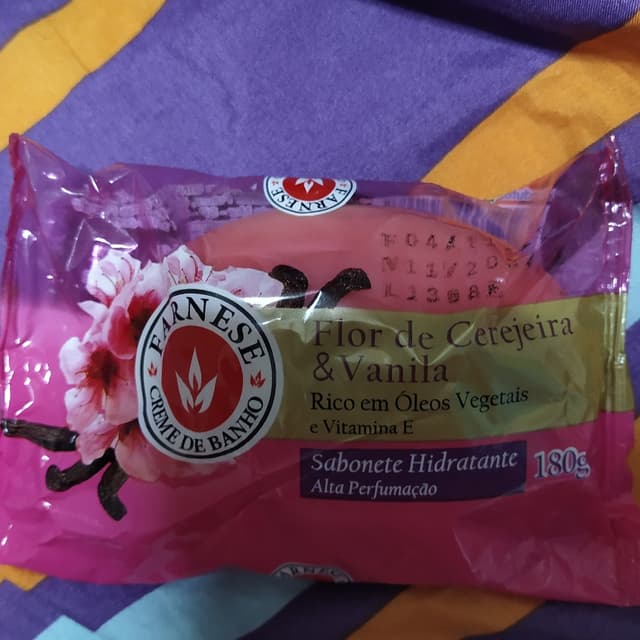 FARNESE
FARNESE
CREME DE BANHO
Flor de Cerejeira
& Vanila
Rico em Óleos Vegetais
e Vitamina E
Sabonete Hidratante
Alta Perfumação
180g